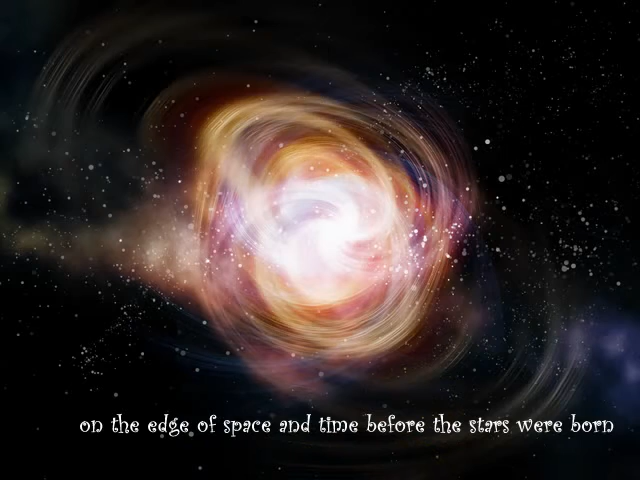 on the edge of space and time before the stars were born